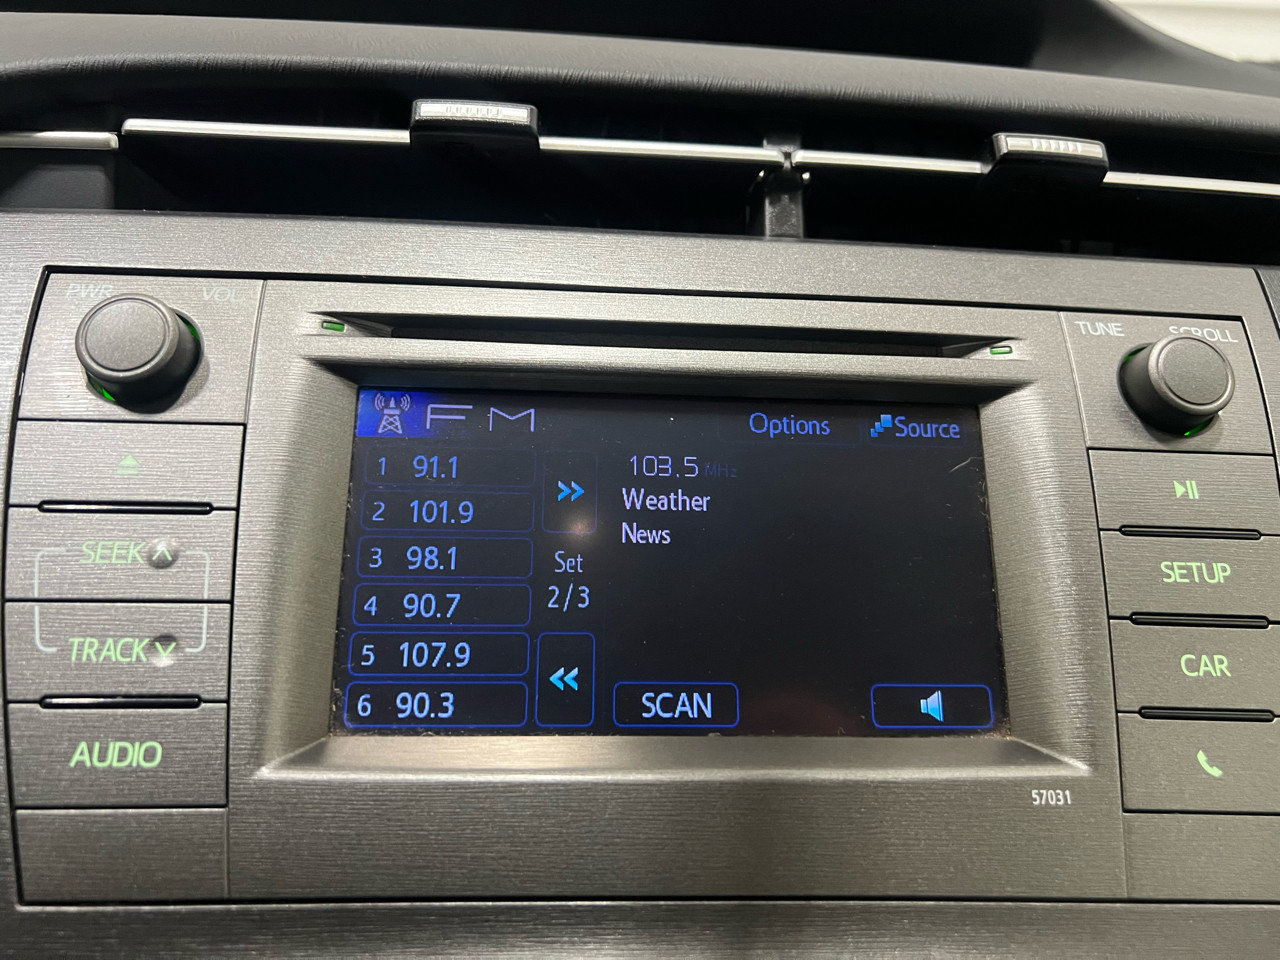 PWR VOL
TUNE SCROLL
FM
Options
Source
1 91.1
2 101.9
3 98.1
4 90.7
5 107.9
6 90.3
>>
Set
2/3
<<
103.5 MHz
Weather
News
SCAN
SEEK
TRACK
AUDIO
SETUP
CAR
57031